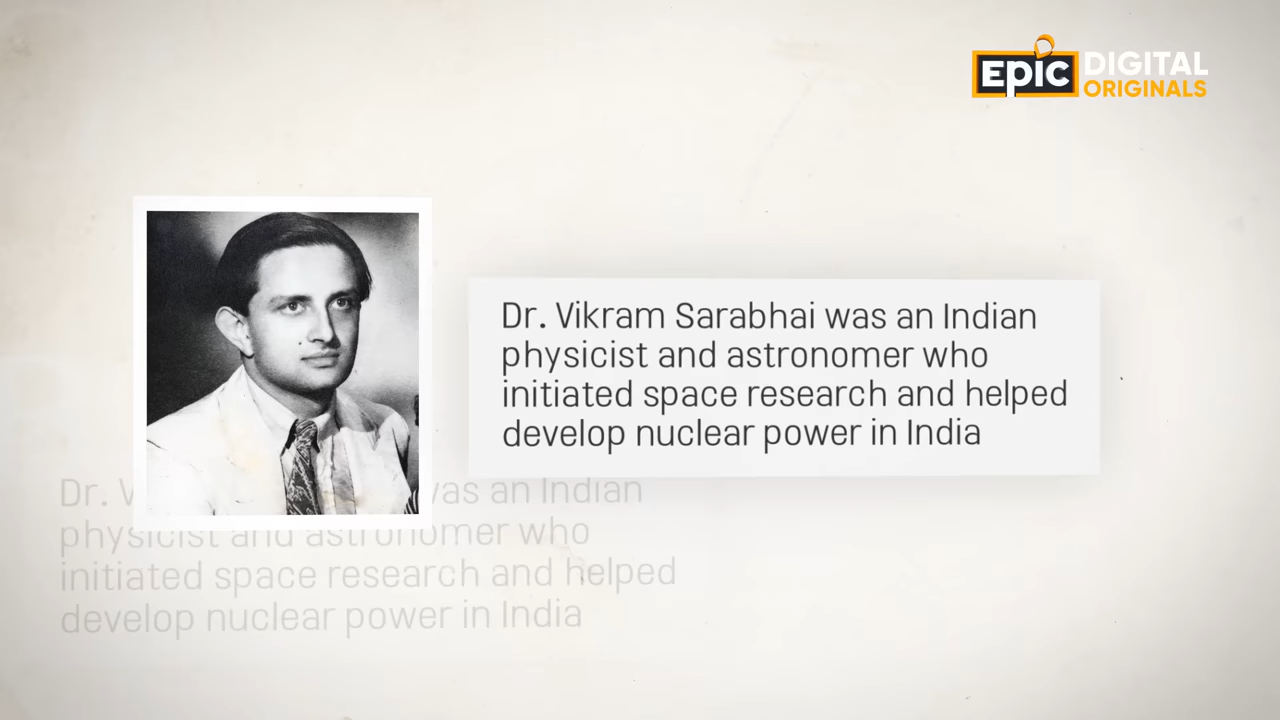 EPIC DIGITAL
ORIGINALS
Dr. Vikram Sarabhai was an Indian
physicist and astronomer who
initiated space research and helped
develop nuclear power in India
Dr. V was an Indian
physicist and astronomer who
initiated space research and helped
develop nuclear power in India